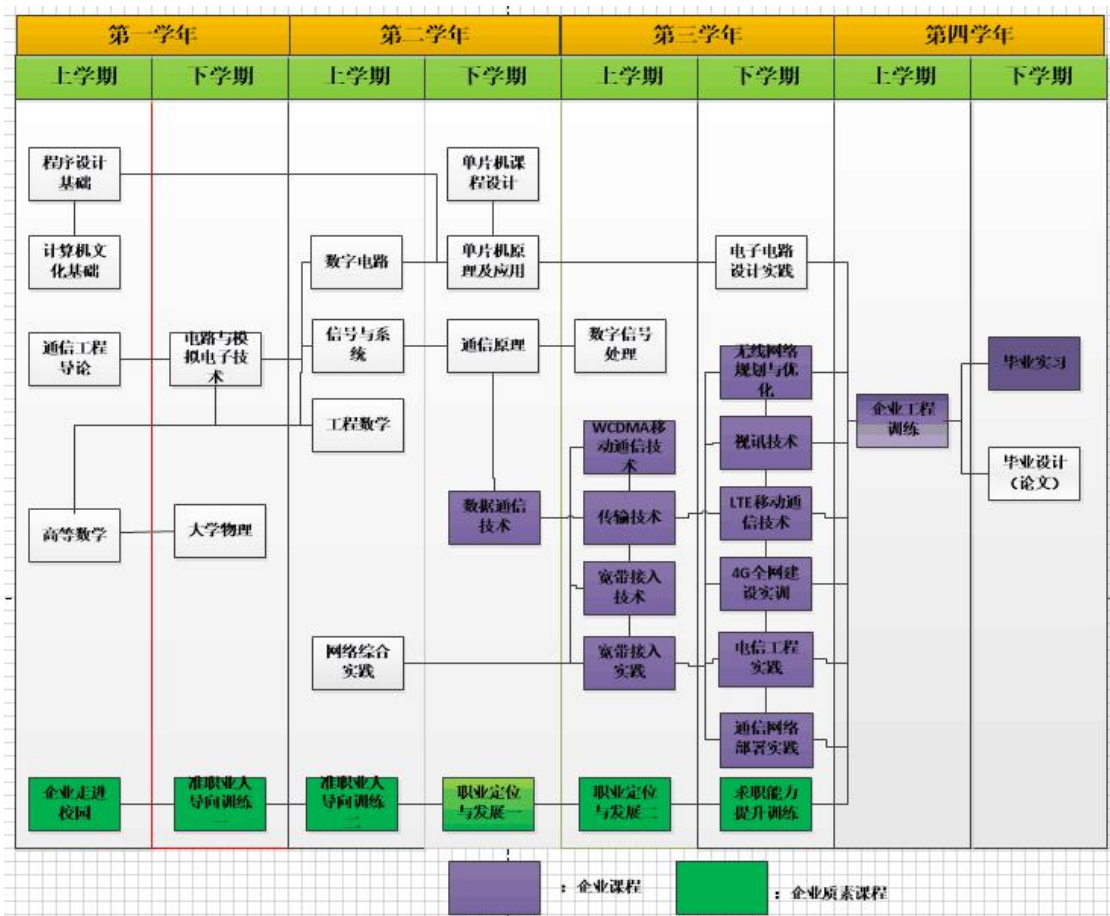 第一学年
第二学年
第三学年
第四学年
上学期
下学期
上学期
下学期
上学期
下学期
上学期
下学期
程序设计
基础
单片机课
程设计
计算机文
化基础
数字电路
单片机原
理及应用
电子电路
设计实践
通信工程
导论
电路与模
拟电子技
术
信号与系
统
通信原理
数字信号
处理
无线网络
规划与优
化
毕业实习
工程数学
WCDMA移
动通信技
术
视讯技术
企业工程
训练
毕业设计
(论文)
高等数学
大学物理
数据通信
技术
传输技术
LTE移动通
信技术
宽带接入
技术
4G全网建
设实训
网络综合
实践
宽带接入
实践
电信工程
实践
通信网络
部署实践
企业走进
校园
准职业人
导向训练
一
准职业人
导向训练
二
职业定位
与发展一
职业定位
与发展二
求职能力
提升训练
：企业课程
：企业质素课程